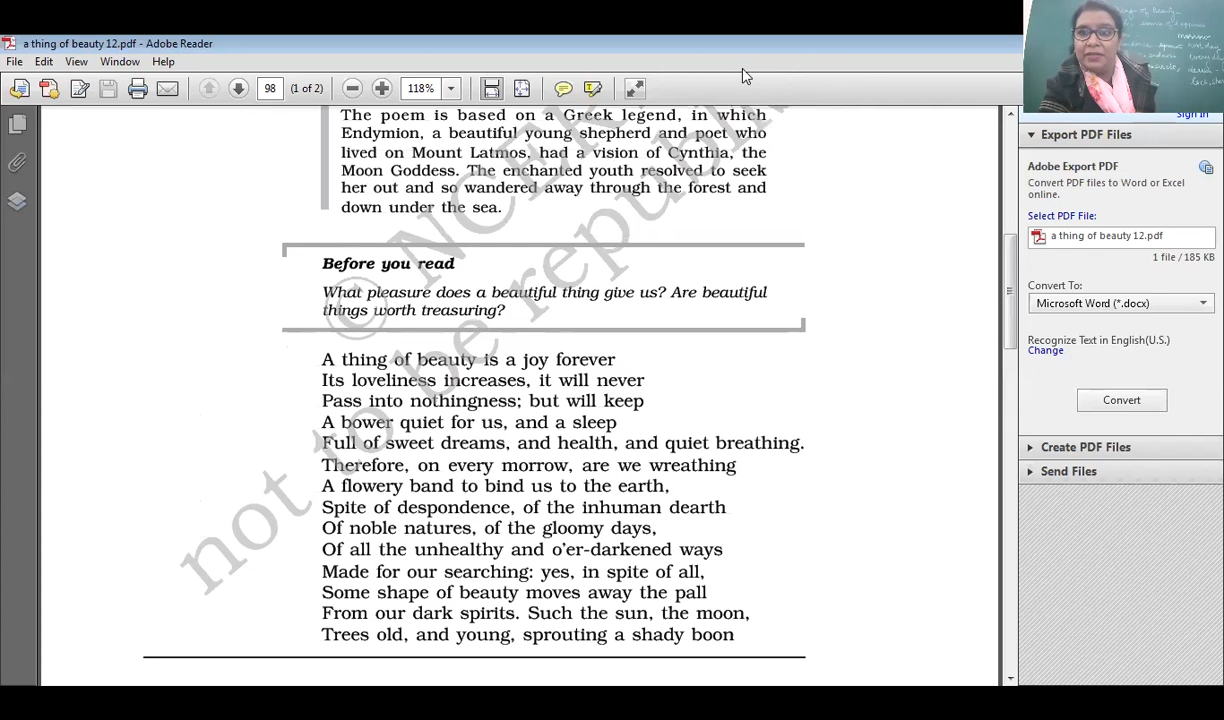 a thing of beauty 12.pdf - Adobe Reader
File Edit View Window Help
98 (1 of 2) 118%
Sign In
Export PDF Files
Adobe Export PDF
Convert PDF files to Word or Excel
online.
Select PDF File:
a thing of beauty 12.pdf
1 file / 185 KB
Convert To:
Microsoft Word (*.docx)
Recognize Text in English(U.S.)
Change
Convert
Create PDF Files
Send Files
The poem is based on a Greek legend, in which
Endymion, a beautiful young shepherd and poet who
lived on Mount Latmos, had a vision of Cynthia, the
Moon Goddess. The enchanted youth resolved to seek
her out and so wandered away through the forest and
down under the sea.
Before you read
What pleasure does a beautiful thing give us? Are beautiful
things worth treasuring?
A thing of beauty is a joy forever
Its loveliness increases, it will never
Pass into nothingness; but will keep
A bower quiet for us, and a sleep
Full of sweet dreams, and health, and quiet breathing.
Therefore, on every morrow, are we wreathing
A flowery band to bind us to the earth,
Spite of despondence, of the inhuman dearth
Of noble natures, of the gloomy days,
Of all the unhealthy and o'er-darkened ways
Made for our searching: yes, in spite of all,
Some shape of beauty moves away the pall
From our dark spirits. Such the sun, the moon,
Trees old, and young, sprouting a shady boon
© NCER
not to be republi